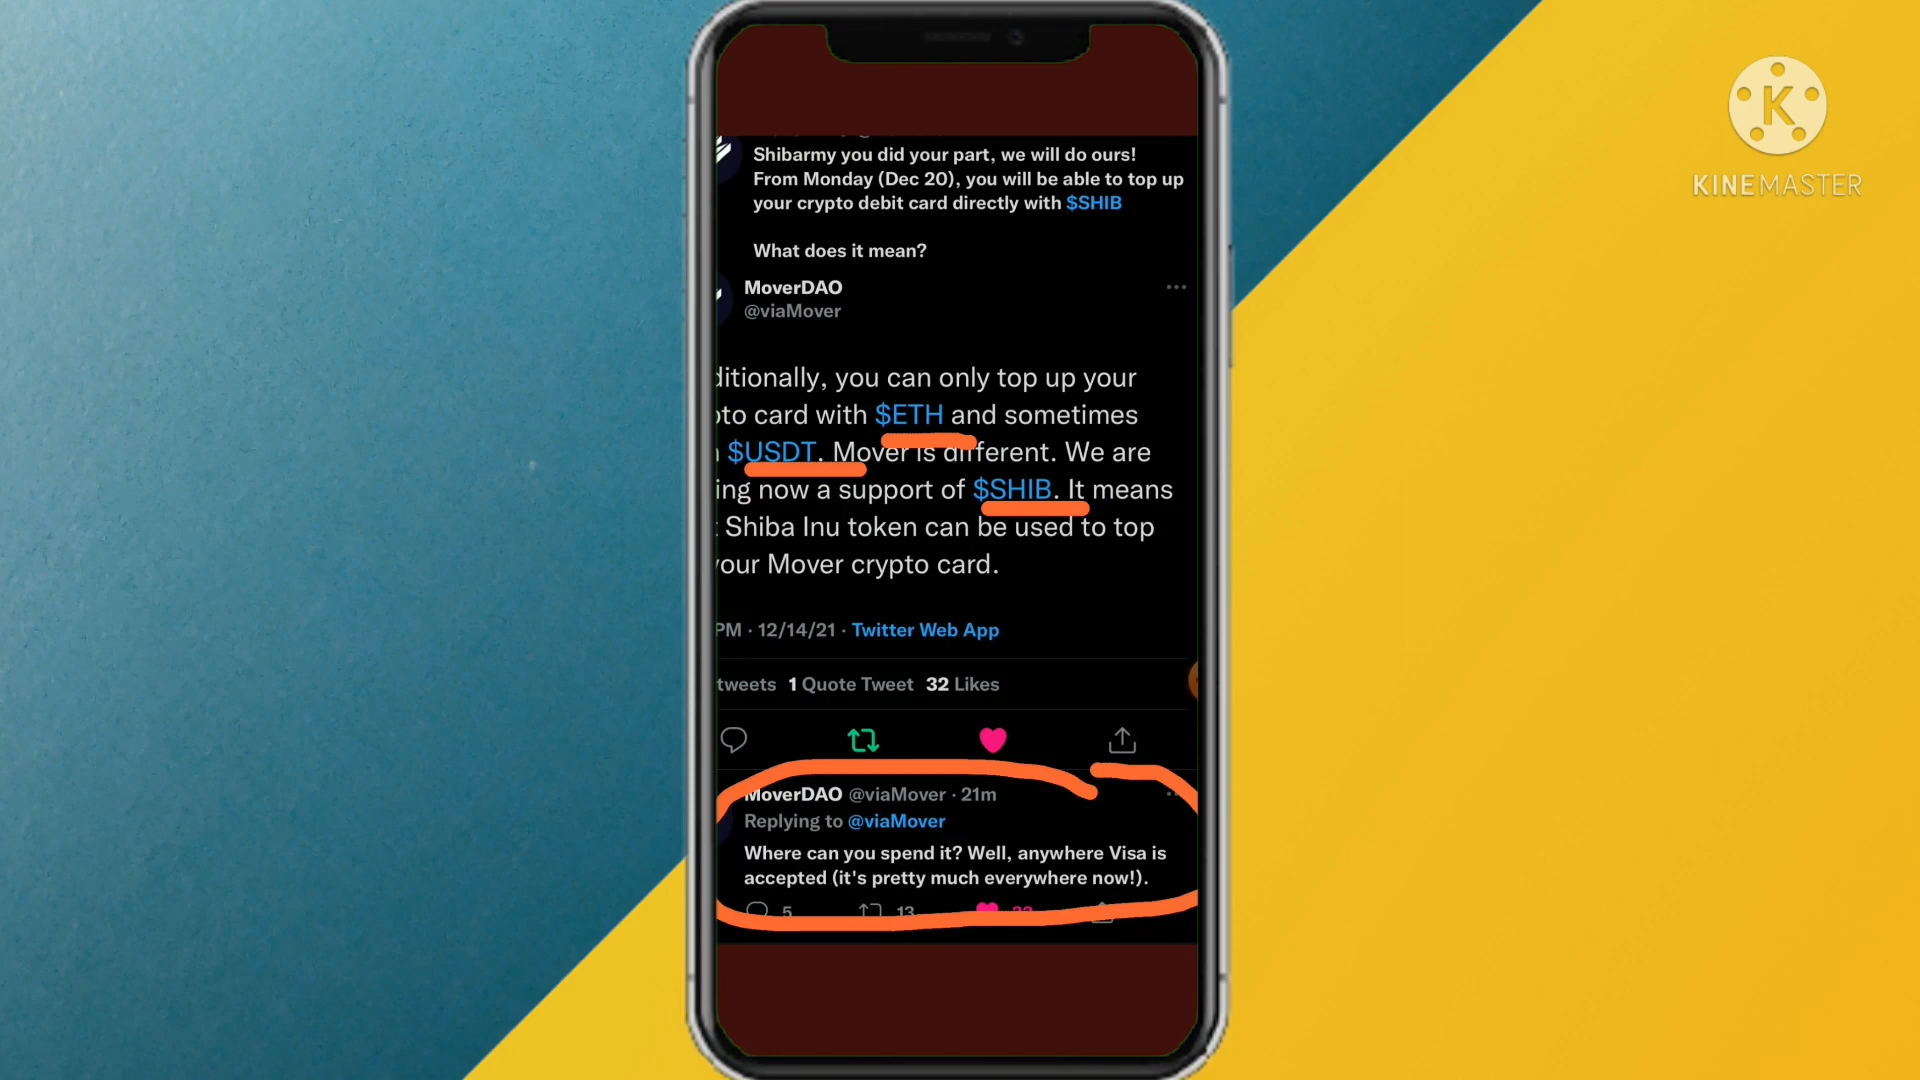 Shibarmy you did your part, we will do ours!
From Monday (Dec 20), you will be able to top up
your crypto debit card directly with $SHIB
What does it mean?
MoverDAO
@viaMover
ditionally, you can only top up your
pto card with $ETH and sometimes
$USDT. Mover is different. We are
ing now a support of $SHIB. It means
Shiba Inu token can be used to top
our Mover crypto card.
PM · 12/14/21 · Twitter Web App
tweets 1 Quote Tweet 32 Likes
MoverDAO @viaMover · 21m
Replying to @viaMover
Where can you spend it? Well, anywhere Visa is
accepted (it's pretty much everywhere now!).
5 13
K
KINEMASTER